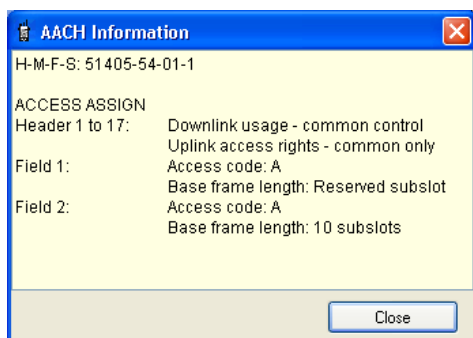 AACH Information
H-M-F-S: 51405-54-01-1
ACCESS ASSIGN
Header 1 to 17: Downlink usage - common control
Uplink access rights - common only
Field 1: Access code: A
Base frame length: Reserved subslot
Field 2: Access code: A
Base frame length: 10 subslots
Close